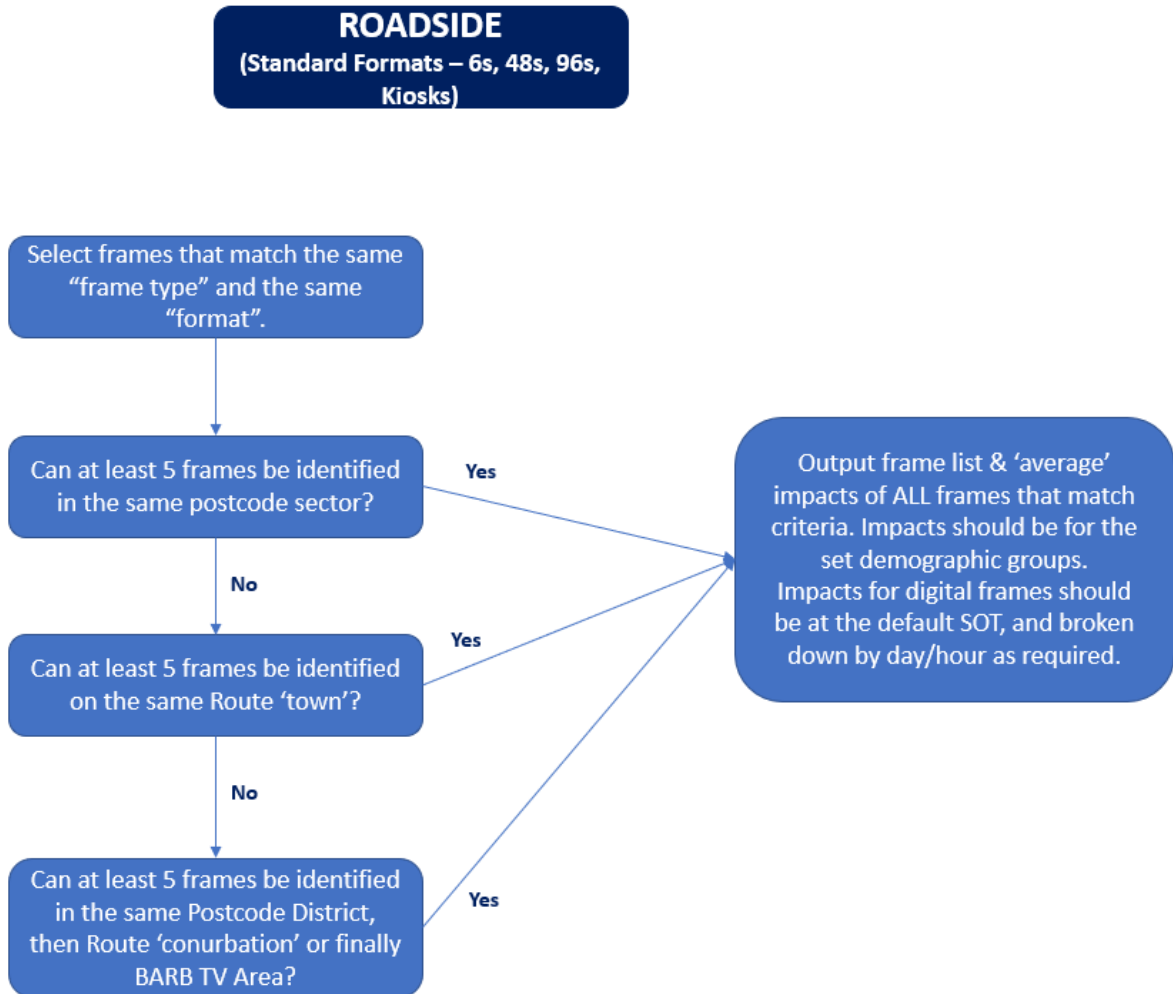 ROADSIDE
(Standard Formats – 6s, 48s, 96s,
Kiosks)
Select frames that match the same
“frame type” and the same
“format”.
Can at least 5 frames be identified
in the same postcode sector?
Yes
No
Can at least 5 frames be identified
on the same Route ‘town’?
Yes
No
Can at least 5 frames be identified
in the same Postcode District,
then Route ‘conurbation’ or finally
BARB TV Area?
Yes
Output frame list & ‘average’
impacts of ALL frames that match
criteria. Impacts should be for the
set demographic groups.
Impacts for digital frames should
be at the default SOT, and broken
down by day/hour as required.